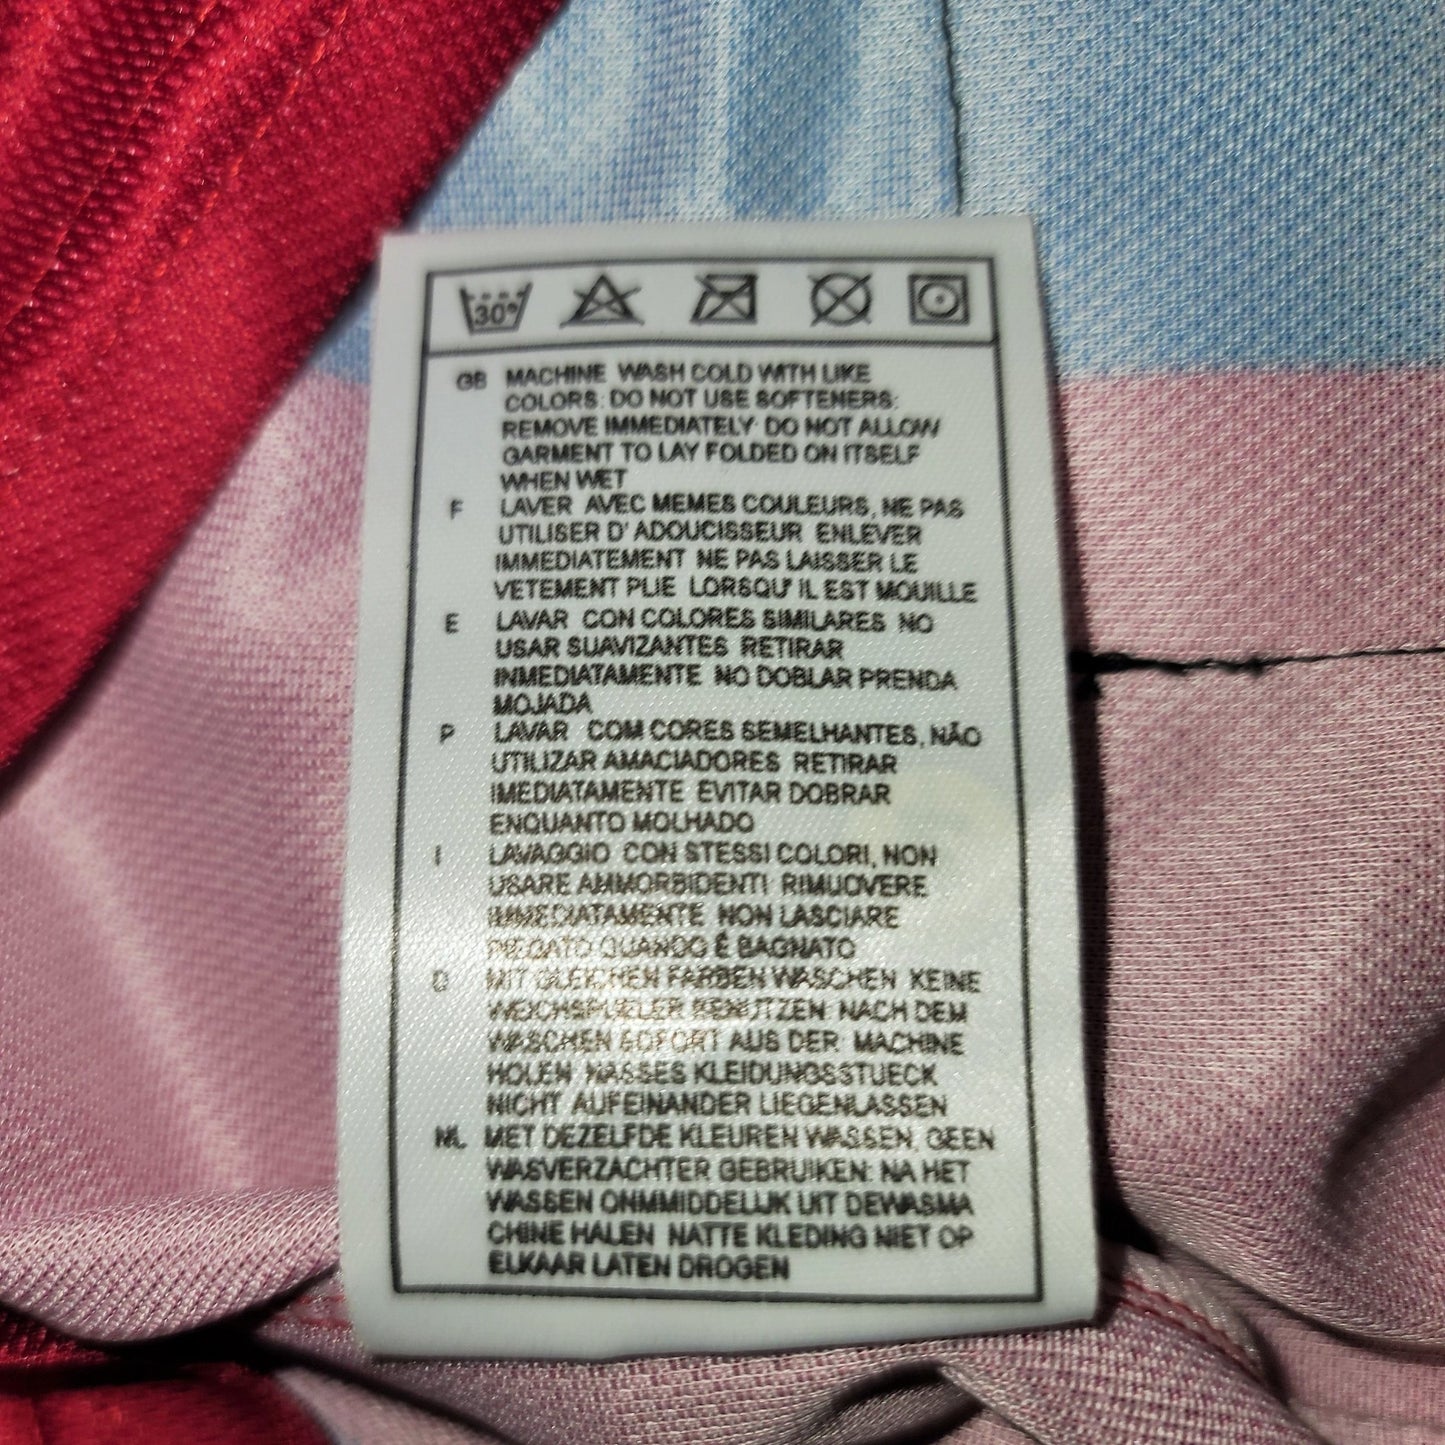 30°
GB MACHINE WASH COLD WITH LIKE
COLORS: DO NOT USE SOFTENERS:
REMOVE IMMEDIATELY: DO NOT ALLOW
GARMENT TO LAY FOLDED ON ITSELF
WHEN WET
F LAVER AVEC MEMES COULEURS, NE PAS
UTILISER D' ADOUCISSEUR ENLEVER
IMMEDIATEMENT NE PAS LAISSER LE
VETEMENT PLIE LORSQU' IL EST MOUILLE
E LAVAR CON COLORES SIMILARES NO
USAR SUAVIZANTES RETIRAR
INMEDIATAMENTE NO DOBLAR PRENDA
MOJADA
P LAVAR COM CORES SEMELHANTES, NÃO
UTILIZAR AMACIADORES RETIRAR
IMEDIATAMENTE EVITAR DOBRAR
ENQUANTO MOLHADO
I LAVAGGIO CON STESSI COLORI, NON
USARE AMMORBIDENTI: RIMUOVERE
IMMEDIATAMENTE NON LASCIARE
PIEGATO QUANDO È BAGNATO
D MIT GLEICHEN FARBEN WASCHEN KEINE
WEICHSPUELER BENUTZEN: NACH DEM
WASCHEN SOFORT AUS DER: MACHINE
HOLEN NASSES KLEIDUNGSSTUECK
NICHT AUFEINANDER LIEGENLASSEN
NL MET DEZELFDE KLEUREN WASSEN, GEEN
WASVERZACHTER GEBRUIKEN: NA HET
WASSEN ONMMIDDELIJK UIT DEWASMA
CHINE HALEN NATTE KLEDING NIET OP
ELKAAR LATEN DROGEN